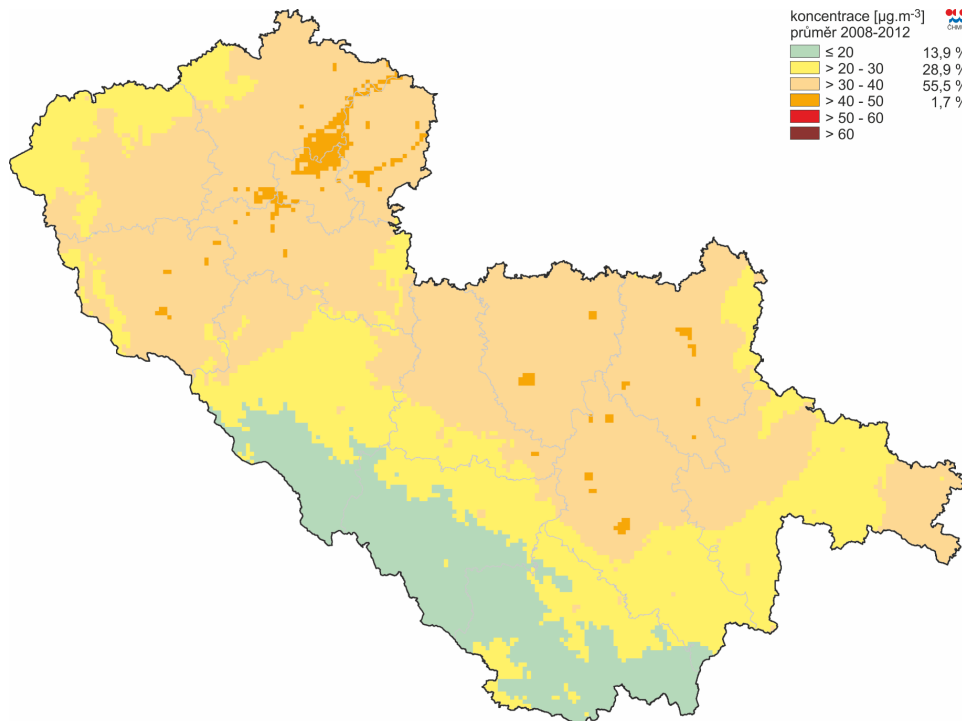 koncentrace [µg.m-3]
průměr 2008-2012
ČHMÚ
≤ 20 13,9 %
> 20 - 30 28,9 %
> 30 - 40 55,5 %
> 40 - 50 1,7 %
> 50 - 60
> 60